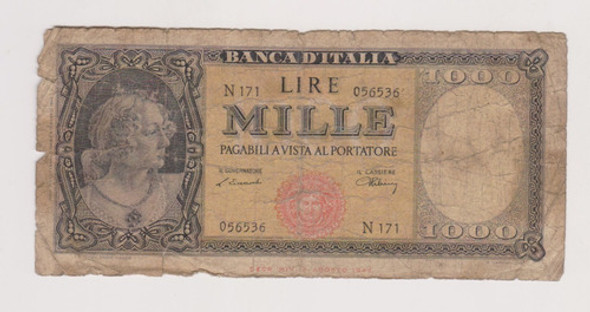 BANCA D'ITALIA
1000
N 171 LIRE 056536
MILLE
PAGABILI A VISTA AL PORTATORE
IL GOVERNATORE IL CASSIERE
056536 N 171
1000